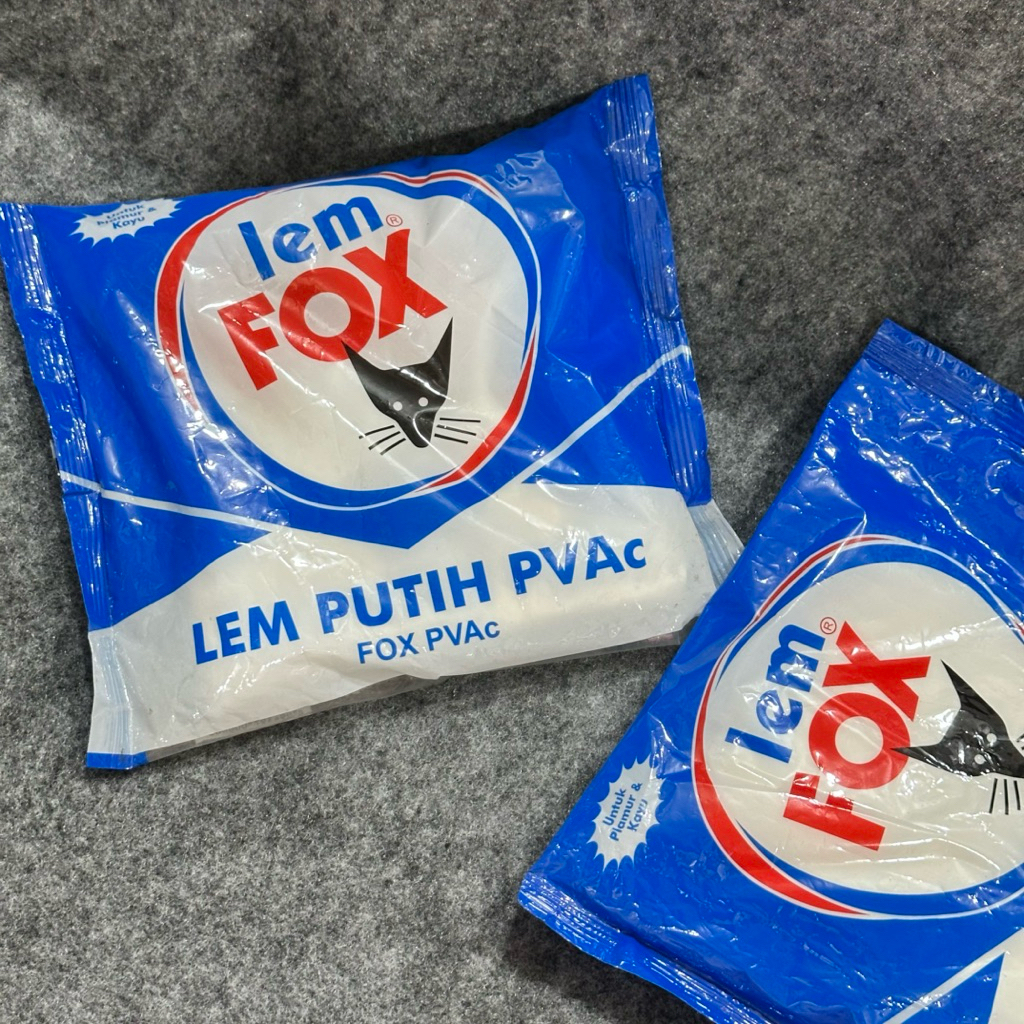 Untuk
Plamur &
Kayu
lem®
FOX
LEM PUTIH PVAc
FOX PVAc
lem®
FOX
Untuk
Plamur &
Kayu